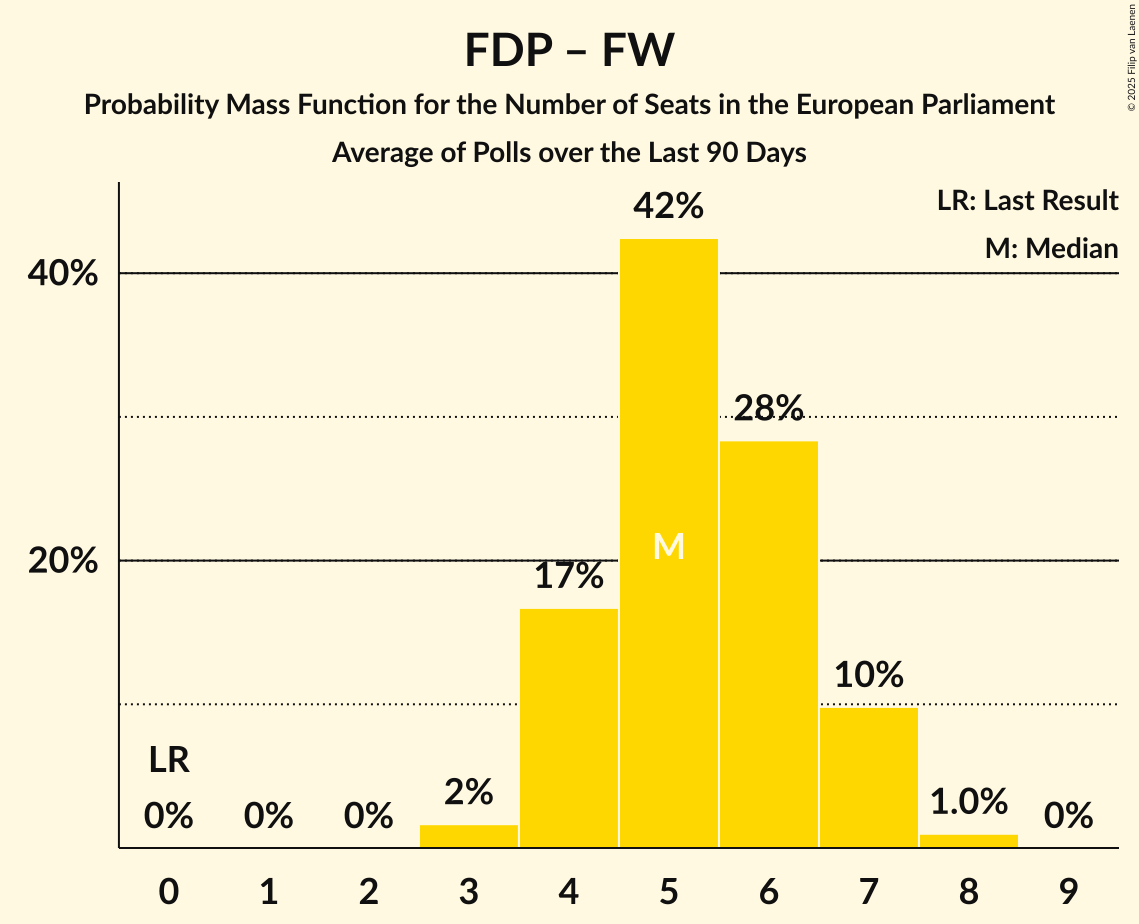 FDP – FW
Probability Mass Function for the Number of Seats in the European Parliament
Average of Polls over the Last 90 Days
© 2025 Filip van Laenen
LR: Last Result
M: Median
40%
20%
LR
0%
0%
0%
2%
17%
42%
M
28%
10%
1.0%
0%
0 1 2 3 4 5 6 7 8 9